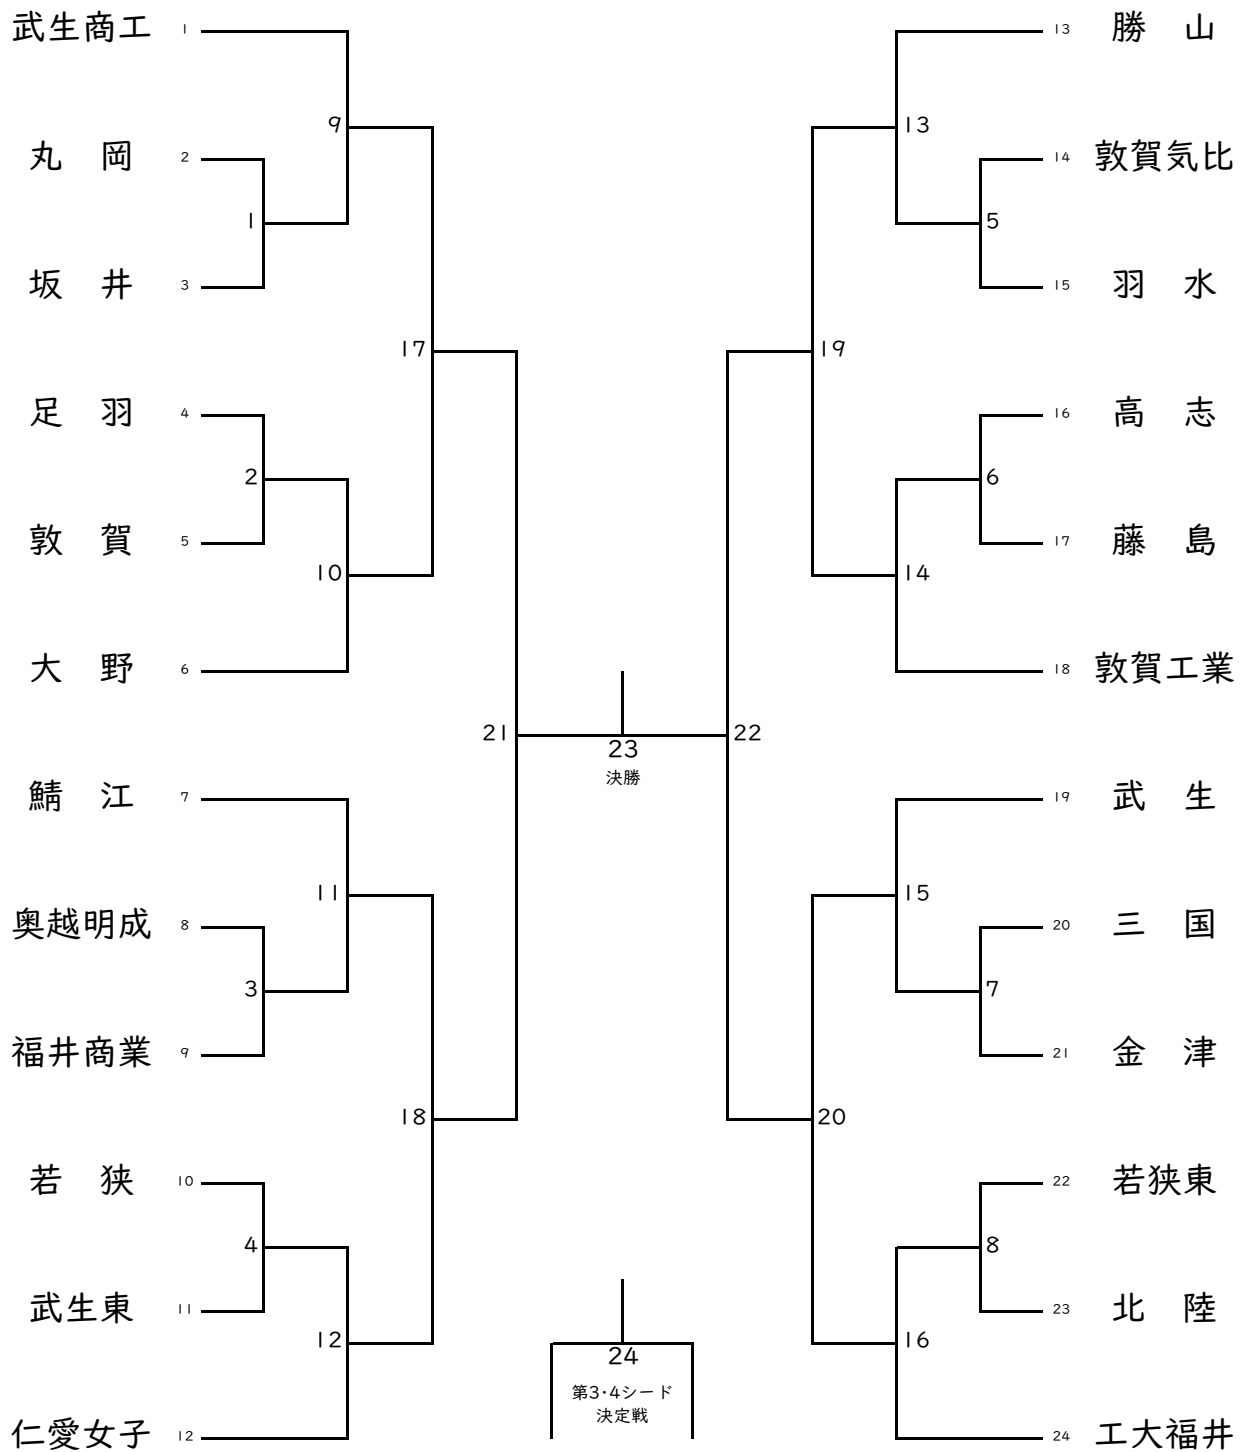 武生商工 1
9
丸 岡 2
1
坂 井 3
17
足 羽 4
2
敦 賀 5
10
大 野 6
21
鯖 江 7
11
奥越明成 8
3
福井商業 9
18
若 狭 10
4
武生東 11
12
仁愛女子 12
23
決勝
24
第3・4シード
決定戦
13 勝 山
13
14 敦賀気比
5
15 羽 水
19
16 高 志
6
17 藤 島
14
18 敦賀工業
22
19 武 生
15
20 三 国
7
21 金 津
20
22 若狭東
8
23 北 陸
16
24 工大福井